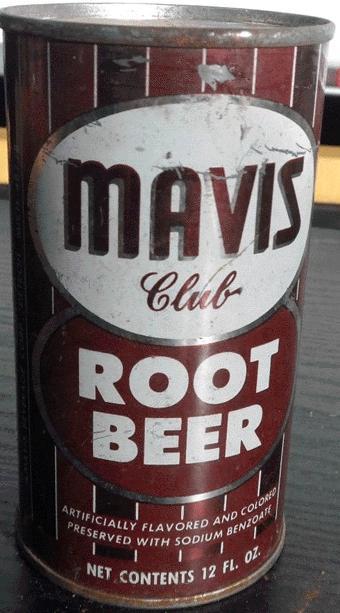 MAVIS
Club
ROOT
BEER
ARTIFICIALLY FLAVORED AND COLORED
PRESERVED WITH SODIUM BENZOATE
NET CONTENTS 12 FL. OZ.